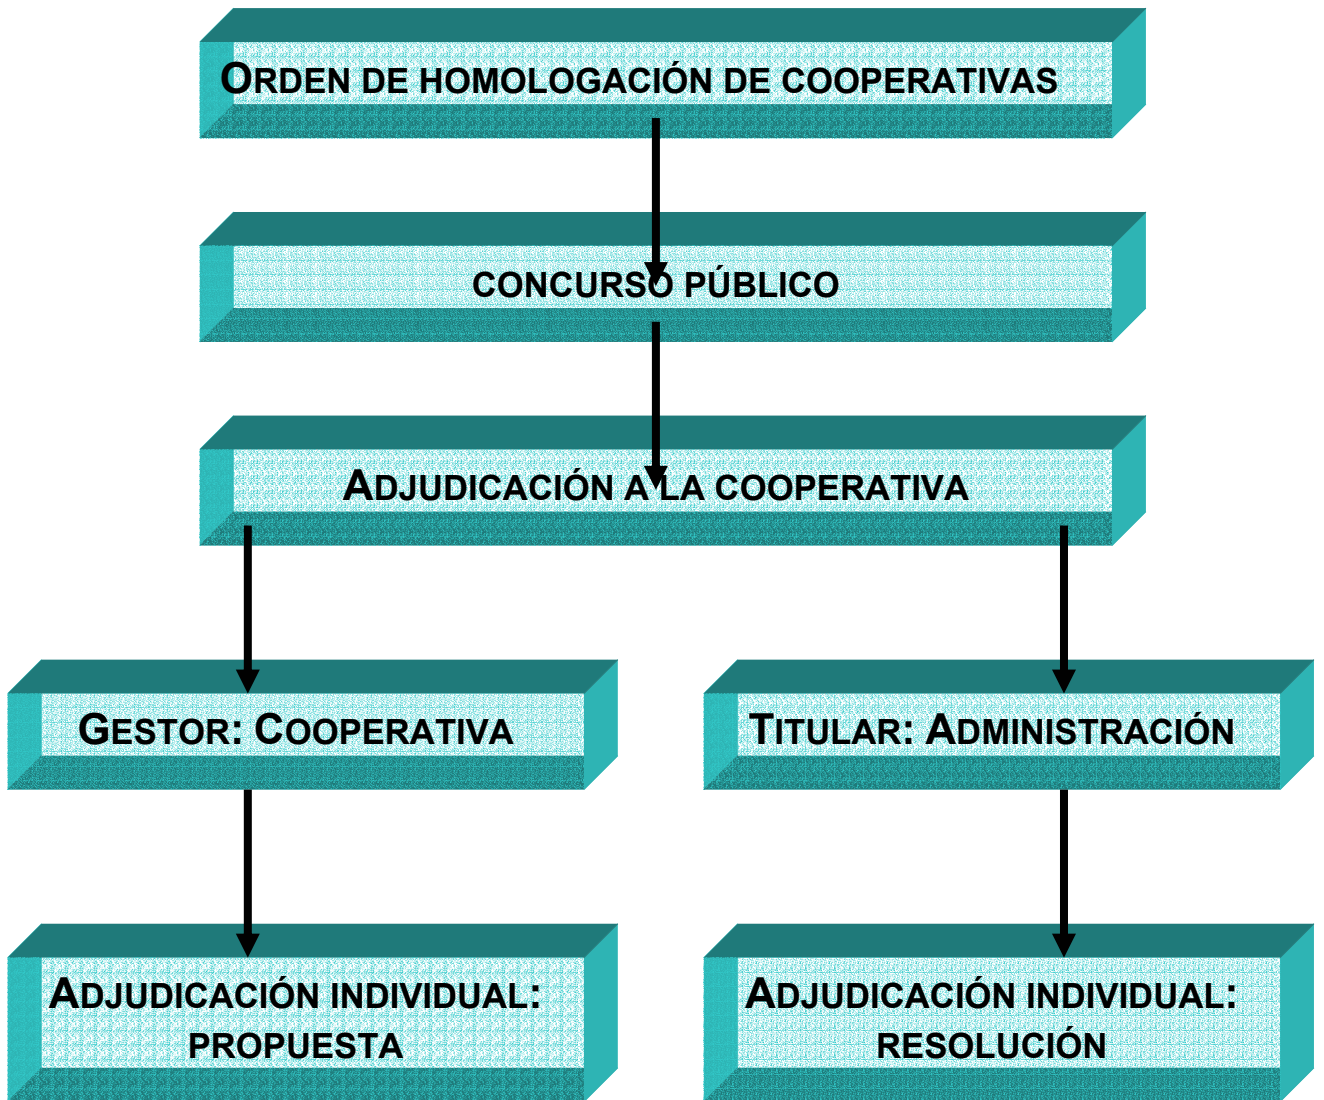 ORDEN DE HOMOLOGACIÓN DE COOPERATIVAS
CONCURSO PÚBLICO
ADJUDICACIÓN A LA COOPERATIVA
GESTOR: COOPERATIVA
TITULAR: ADMINISTRACIÓN
ADJUDICACIÓN INDIVIDUAL:
PROPUESTA
ADJUDICACIÓN INDIVIDUAL:
RESOLUCIÓN